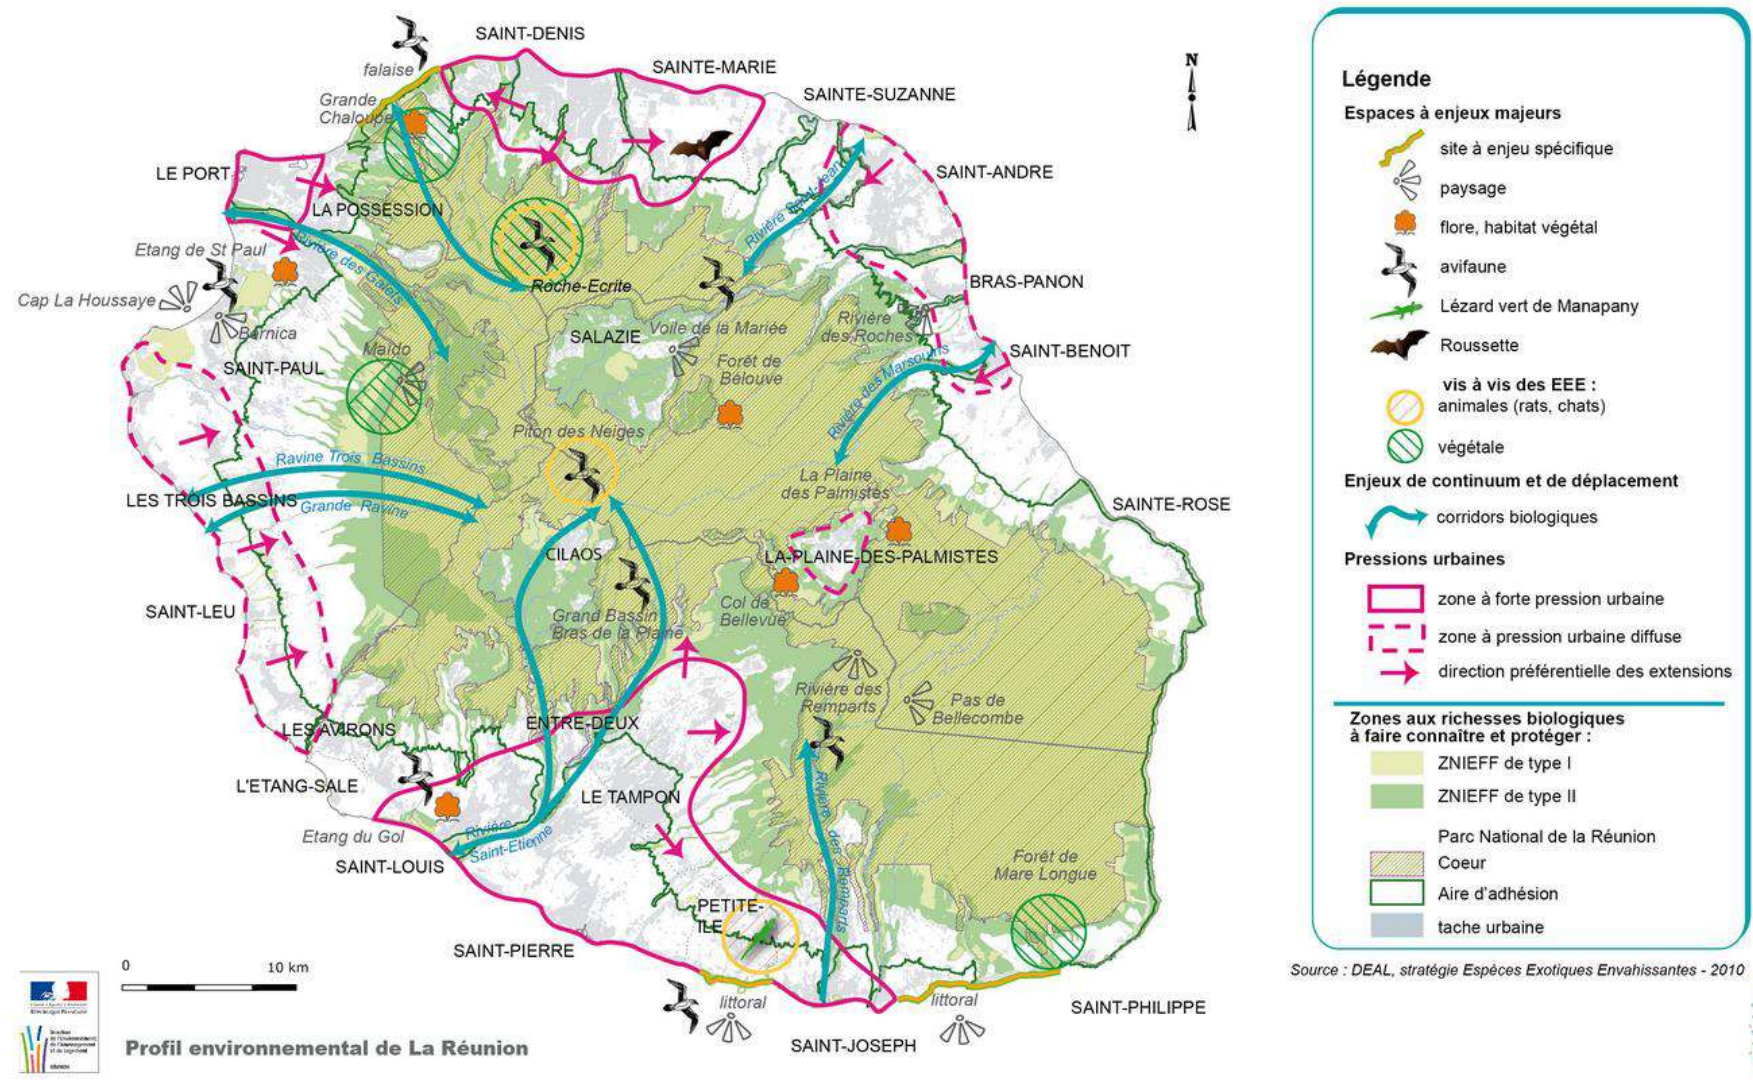 SAINT-DENIS
SAINTE-MARIE
SAINTE-SUZANNE
falaise
Grande
Chaloupe
N
LE PORT
LA POSSESSION
SAINT-ANDRE
Rivière Saint-Jean
Etang de St Paul
Rivière des Galets
Roche-Ecrite
BRAS-PANON
Cap La Houssaye
Bernica
SALAZIE
Voile de la Mariée
Rivière
des Roches
Maïdo
SAINT-PAUL
Forêt de
Bélouve
SAINT-BENOIT
Rivière des Marsouins
Piton des Neiges
Ravine Trois Bassins
La Plaine
des Palmistes
LES TROIS BASSINS
Grande Ravine
SAINTE-ROSE
CILAOS
LA-PLAINE-DES-PALMISTES
SAINT-LEU
Grand Bassin
Bras de la Plaine
Col de
Bellevue
Rivière des
Remparts
Pas de
Bellecombe
LES AVIRONS
ENTRE-DEUX
L'ETANG-SALE
LE TAMPON
Etang du Gol
Rivière
Saint-Etienne
Rivière des Remparts
SAINT-LOUIS
Forêt de
Mare Longue
PETITE-
ILE
SAINT-PIERRE
littoral
littoral
SAINT-PHILIPPE
SAINT-JOSEPH
0 10 km
Profil environnemental de La Réunion
Légende
Espaces à enjeux majeurs
site à enjeu spécifique
paysage
flore, habitat végétal
avifaune
Lézard vert de Manapany
Roussette
vis à vis des EEE :
animales (rats, chats)
végétale
Enjeux de continuum et de déplacement
corridors biologiques
Pressions urbaines
zone à forte pression urbaine
zone à pression urbaine diffuse
direction préférentielle des extensions
Zones aux richesses biologiques
à faire connaître et protéger :
ZNIEFF de type I
ZNIEFF de type II
Parc National de la Réunion
Coeur
Aire d'adhésion
tache urbaine
Source : DEAL, stratégie Espèces Exotiques Envahissantes - 2010